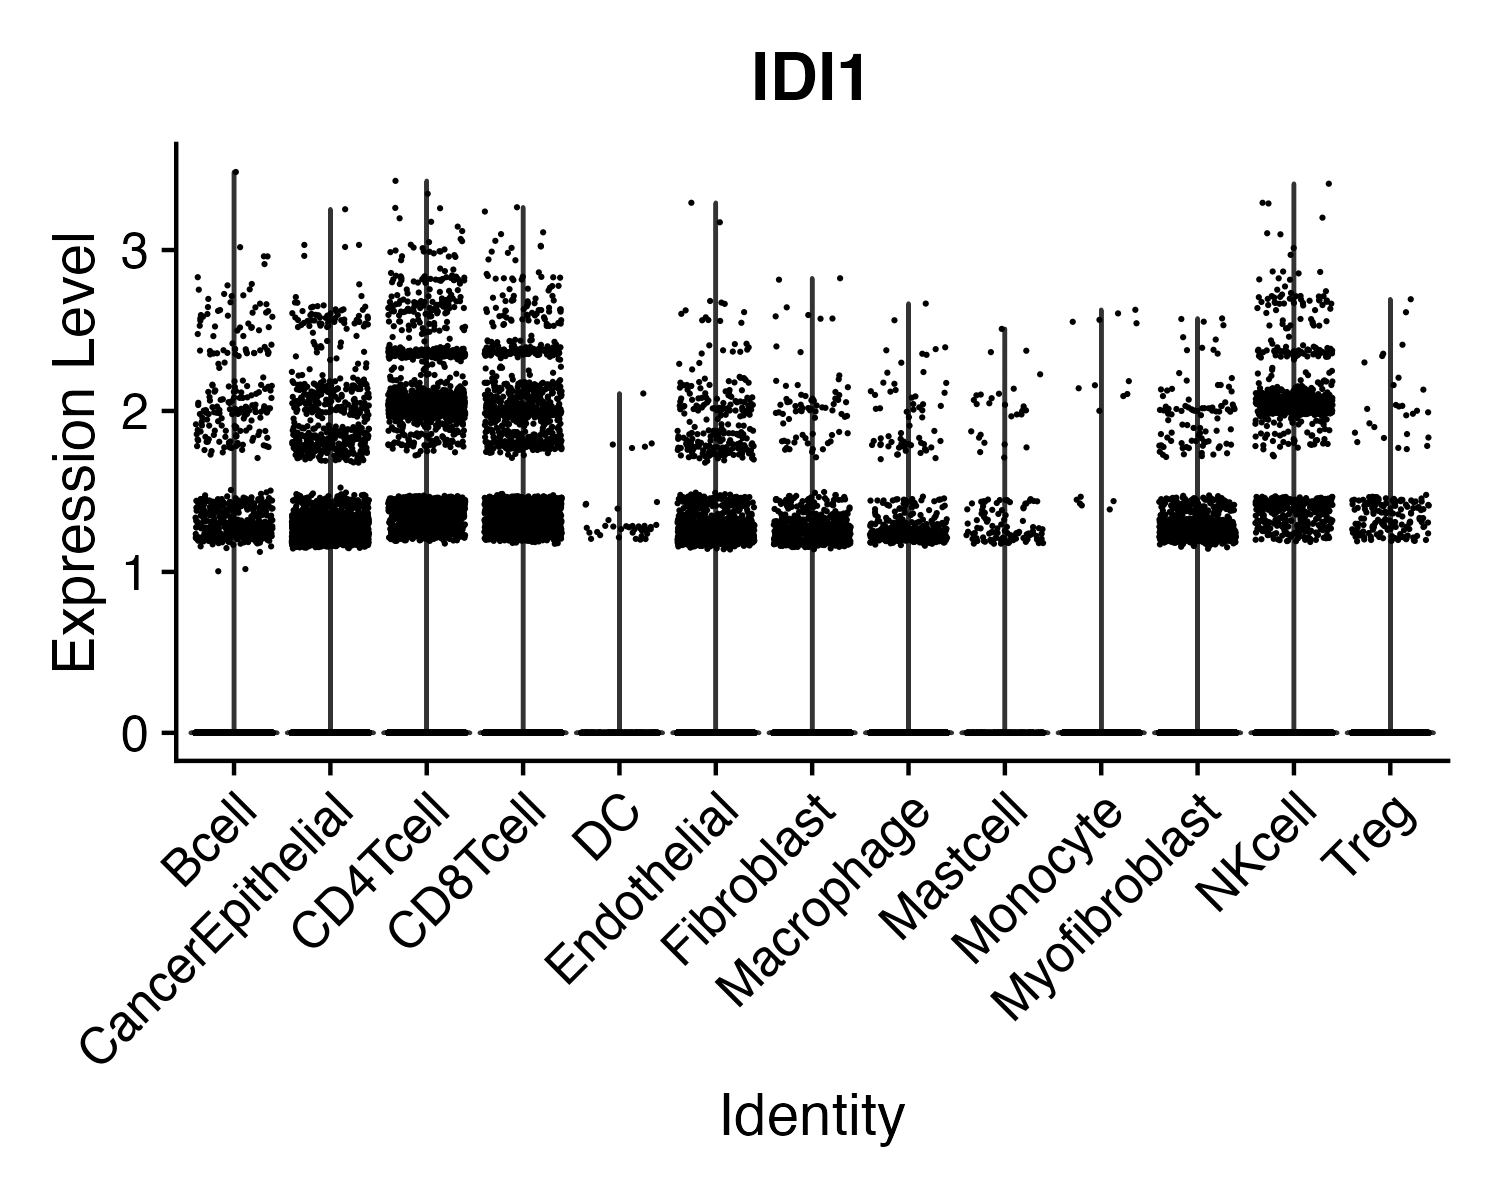 IDI1
Expression Level
3
2
1
0
Bcell
CancerEpithelial
CD4Tcell
CD8Tcell
DC
Endothelial
Fibroblast
Macrophage
Mastcell
Monocyte
Myofibroblast
NKcell
Treg
Identity